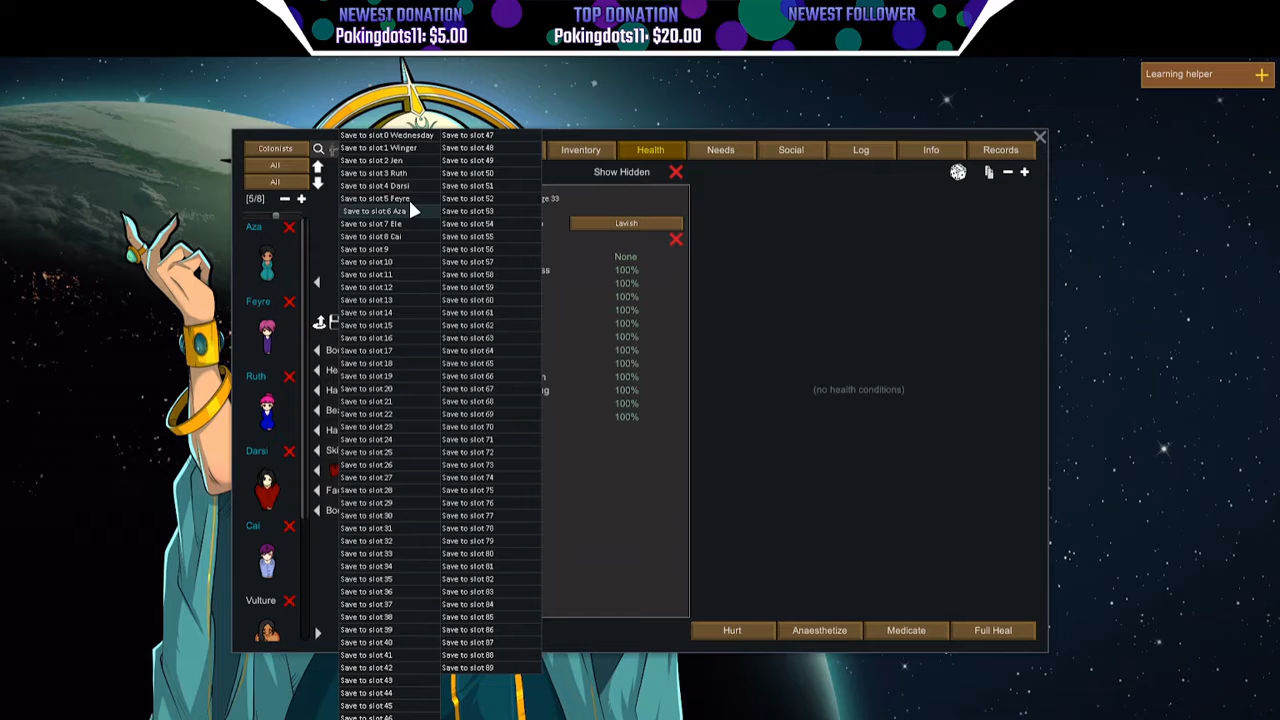 NEWEST DONATION
Pokingdots11: $5.00
TOP DONATION
Pokingdots11: $20.00
NEWEST FOLLOWER
Learning helper
Colonists
All
All
[5/8]
Aza
Feyre
Ruth
Darsi
Cai
Vulture
Save to slot 0 Wednesday
Save to slot 1 Winger
Save to slot 2 Jen
Save to slot 3 Ruth
Save to slot 4 Darsi
Save to slot 5 Feyre
Save to slot 6 Aza
Save to slot 7 Ele
Save to slot 8 Cai
Save to slot 9
Save to slot 10
Save to slot 11
Save to slot 12
Save to slot 13
Save to slot 14
Save to slot 15
Save to slot 16
Save to slot 17
Save to slot 18
Save to slot 19
Save to slot 20
Save to slot 21
Save to slot 22
Save to slot 23
Save to slot 24
Save to slot 25
Save to slot 26
Save to slot 27
Save to slot 28
Save to slot 29
Save to slot 30
Save to slot 31
Save to slot 32
Save to slot 33
Save to slot 34
Save to slot 35
Save to slot 36
Save to slot 37
Save to slot 38
Save to slot 39
Save to slot 40
Save to slot 41
Save to slot 42
Save to slot 43
Save to slot 44
Save to slot 45
Save to slot 46
Save to slot 47
Save to slot 48
Save to slot 49
Save to slot 50
Save to slot 51
Save to slot 52
Save to slot 53
Save to slot 54
Save to slot 55
Save to slot 56
Save to slot 57
Save to slot 58
Save to slot 59
Save to slot 60
Save to slot 61
Save to slot 62
Save to slot 63
Save to slot 64
Save to slot 65
Save to slot 66
Save to slot 67
Save to slot 68
Save to slot 69
Save to slot 70
Save to slot 71
Save to slot 72
Save to slot 73
Save to slot 74
Save to slot 75
Save to slot 76
Save to slot 77
Save to slot 78
Save to slot 79
Save to slot 80
Save to slot 81
Save to slot 82
Save to slot 83
Save to slot 84
Save to slot 85
Save to slot 86
Save to slot 87
Save to slot 88
Save to slot 89
Inventory
Health
Needs
Social
Log
Info
Records
Show Hidden
Lavish
None
100%
100%
100%
100%
100%
100%
100%
100%
100%
100%
100%
100%
(no health conditions)
Hurt
Anaesthetize
Medicate
Full Heal